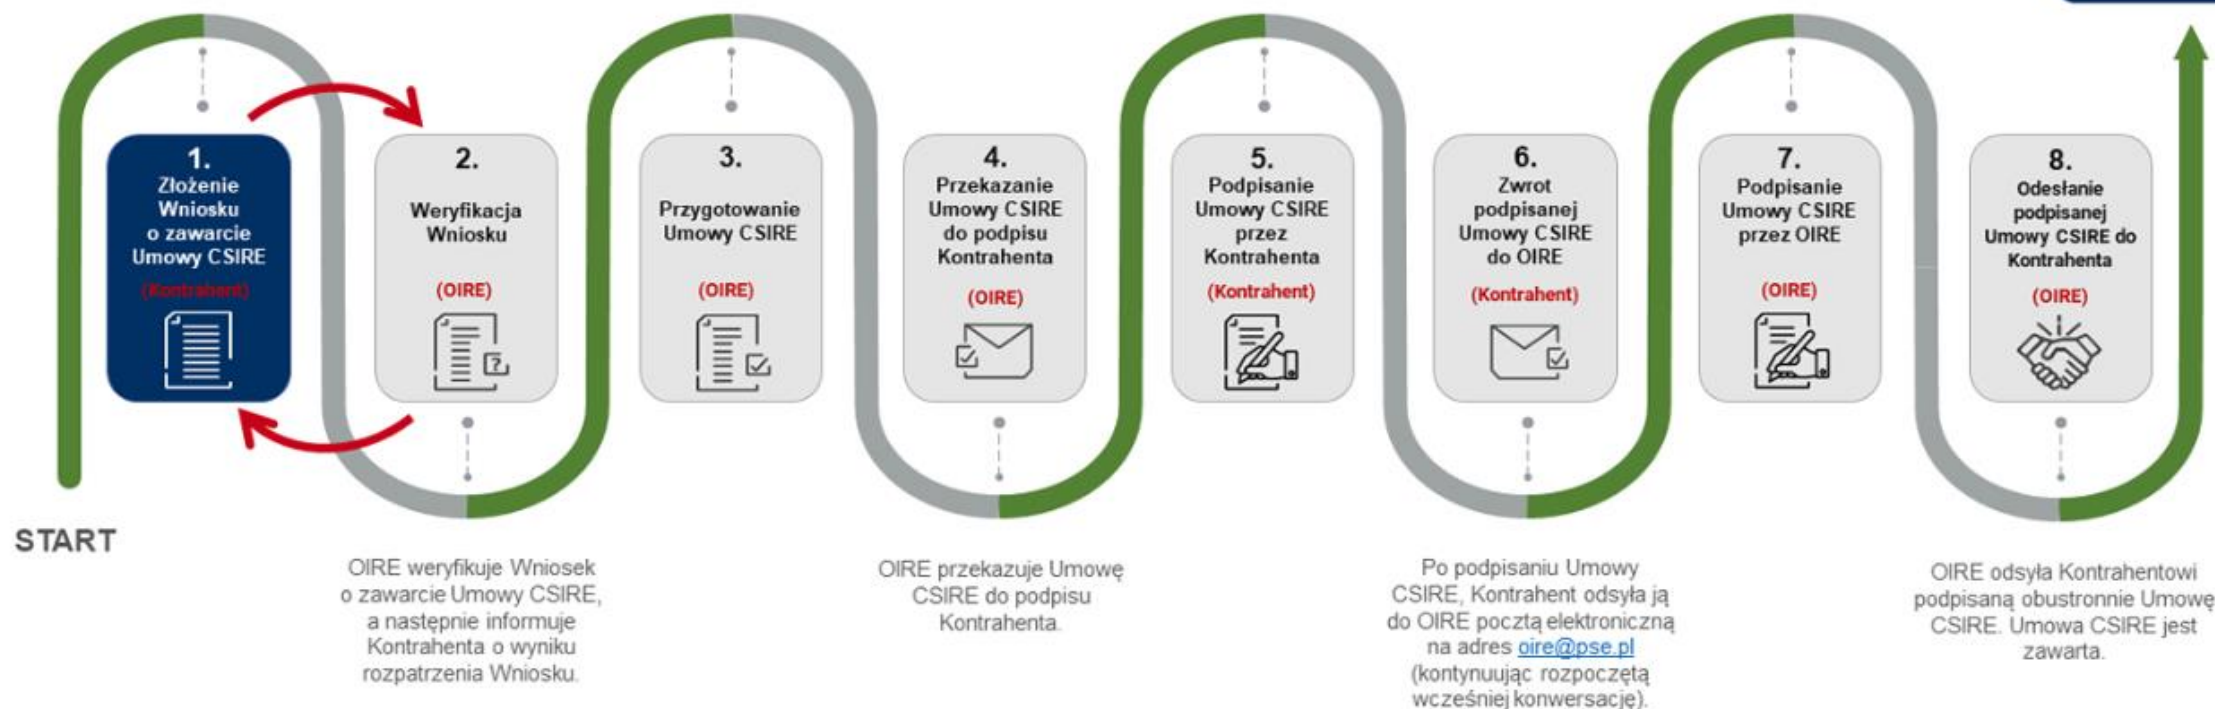 1.
Złożenie
Wniosku
o zawarcie
Umowy CSIRE
(Kontrahent)
2.
Weryfikacja
Wniosku
(OIRE)
3.
Przygotowanie
Umowy CSIRE
(OIRE)
4.
Przekazanie
Umowy CSIRE
do podpisu
Kontrahenta
(OIRE)
5.
Podpisanie
Umowy CSIRE
przez
Kontrahenta
(Kontrahent)
6.
Zwrot
podpisanej
Umowy CSIRE
do OIRE
(Kontrahent)
7.
Podpisanie
Umowy CSIRE
przez OIRE
(OIRE)
8.
Odesłanie
podpisanej
Umowy CSIRE do
Kontrahenta
(OIRE)
?
START
OIRE weryfikuje Wniosek
o zawarcie Umowy CSIRE,
a następnie informuje
Kontrahenta o wyniku
rozpatrzenia Wniosku.
OIRE przekazuje Umowę
CSIRE do podpisu
Kontrahenta.
Po podpisaniu Umowy
CSIRE, Kontrahent odsyła ją
do OIRE pocztą elektroniczną
na adres oire@pse.pl
(kontynuując rozpoczętą
wcześniej konwersację).
OIRE odsyła Kontrahentowi
podpisaną obustronnie Umowę
CSIRE. Umowa CSIRE jest
zawarta.